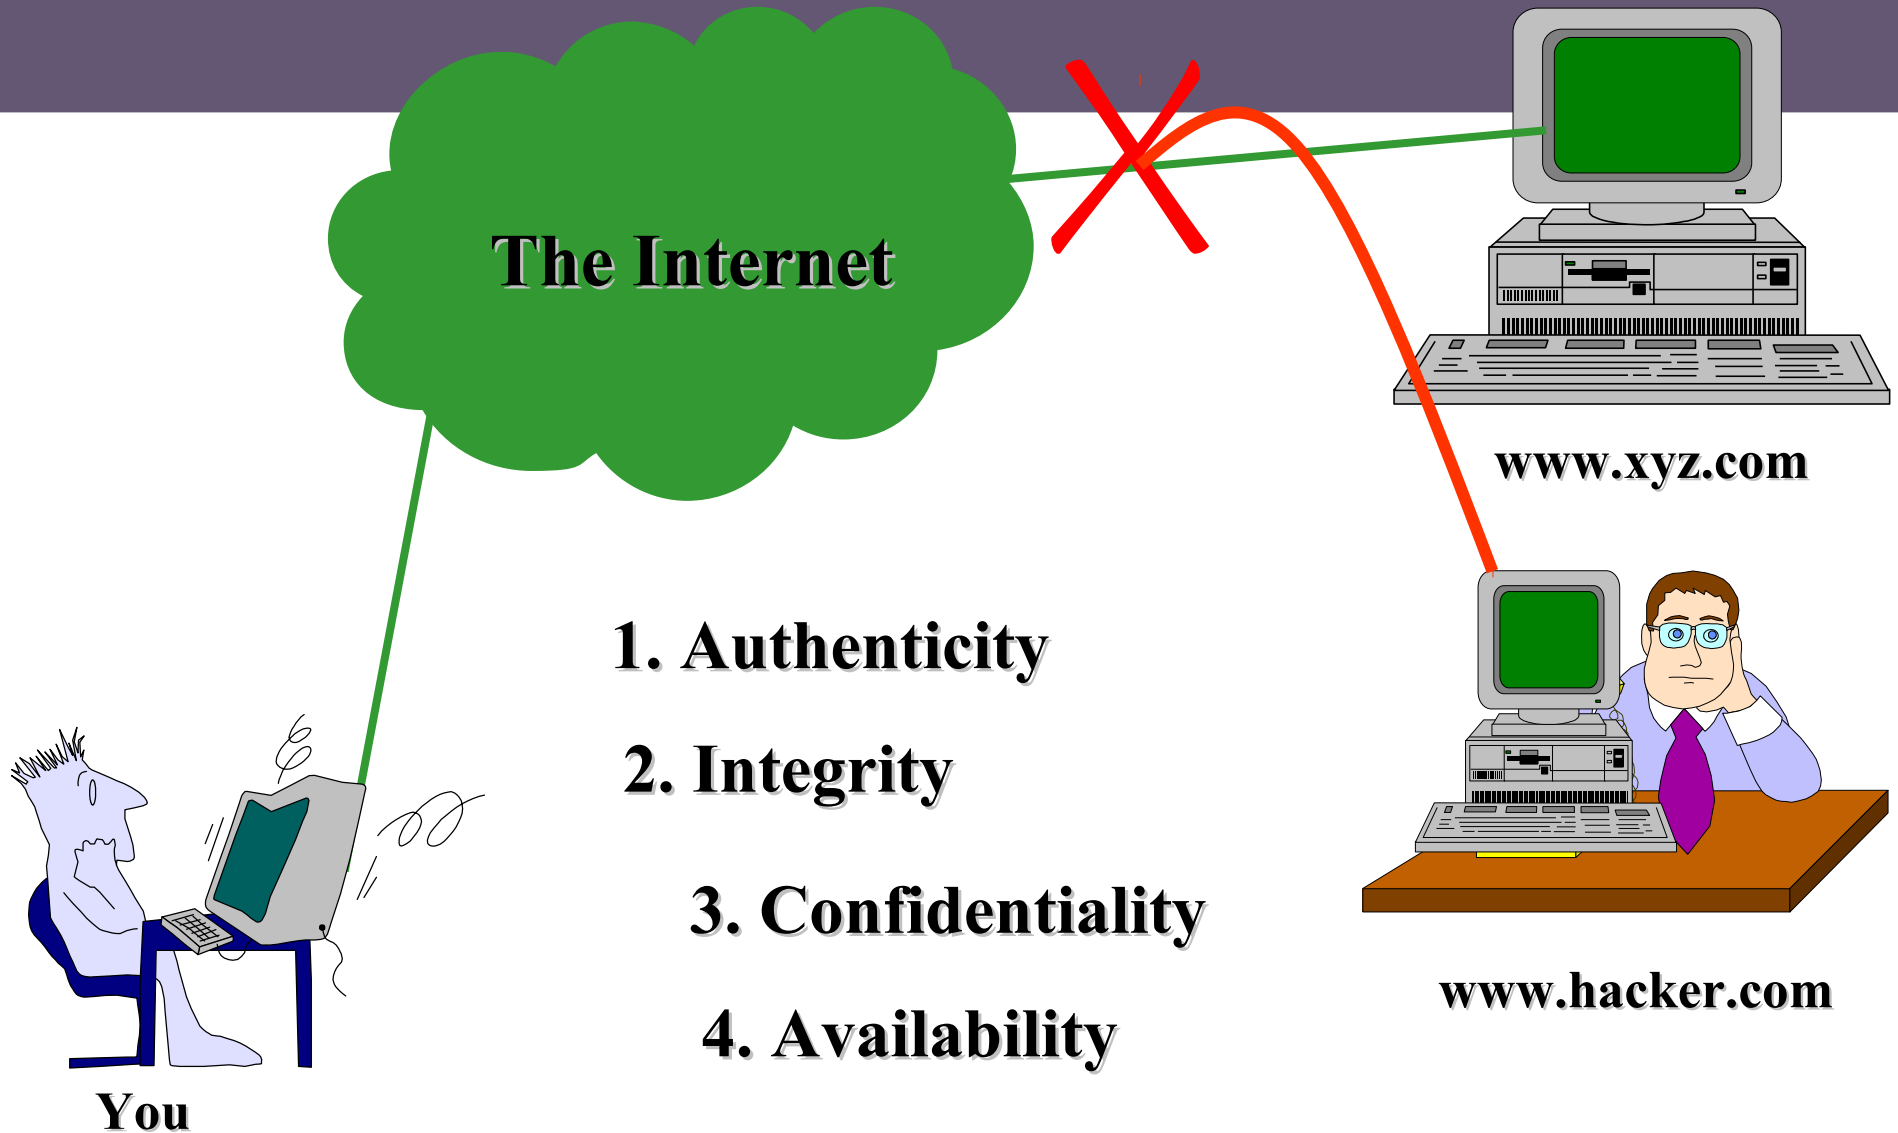 The Internet
www.xyz.com
1. Authenticity
2. Integrity
3. Confidentiality
www.hacker.com
4. Availability
You